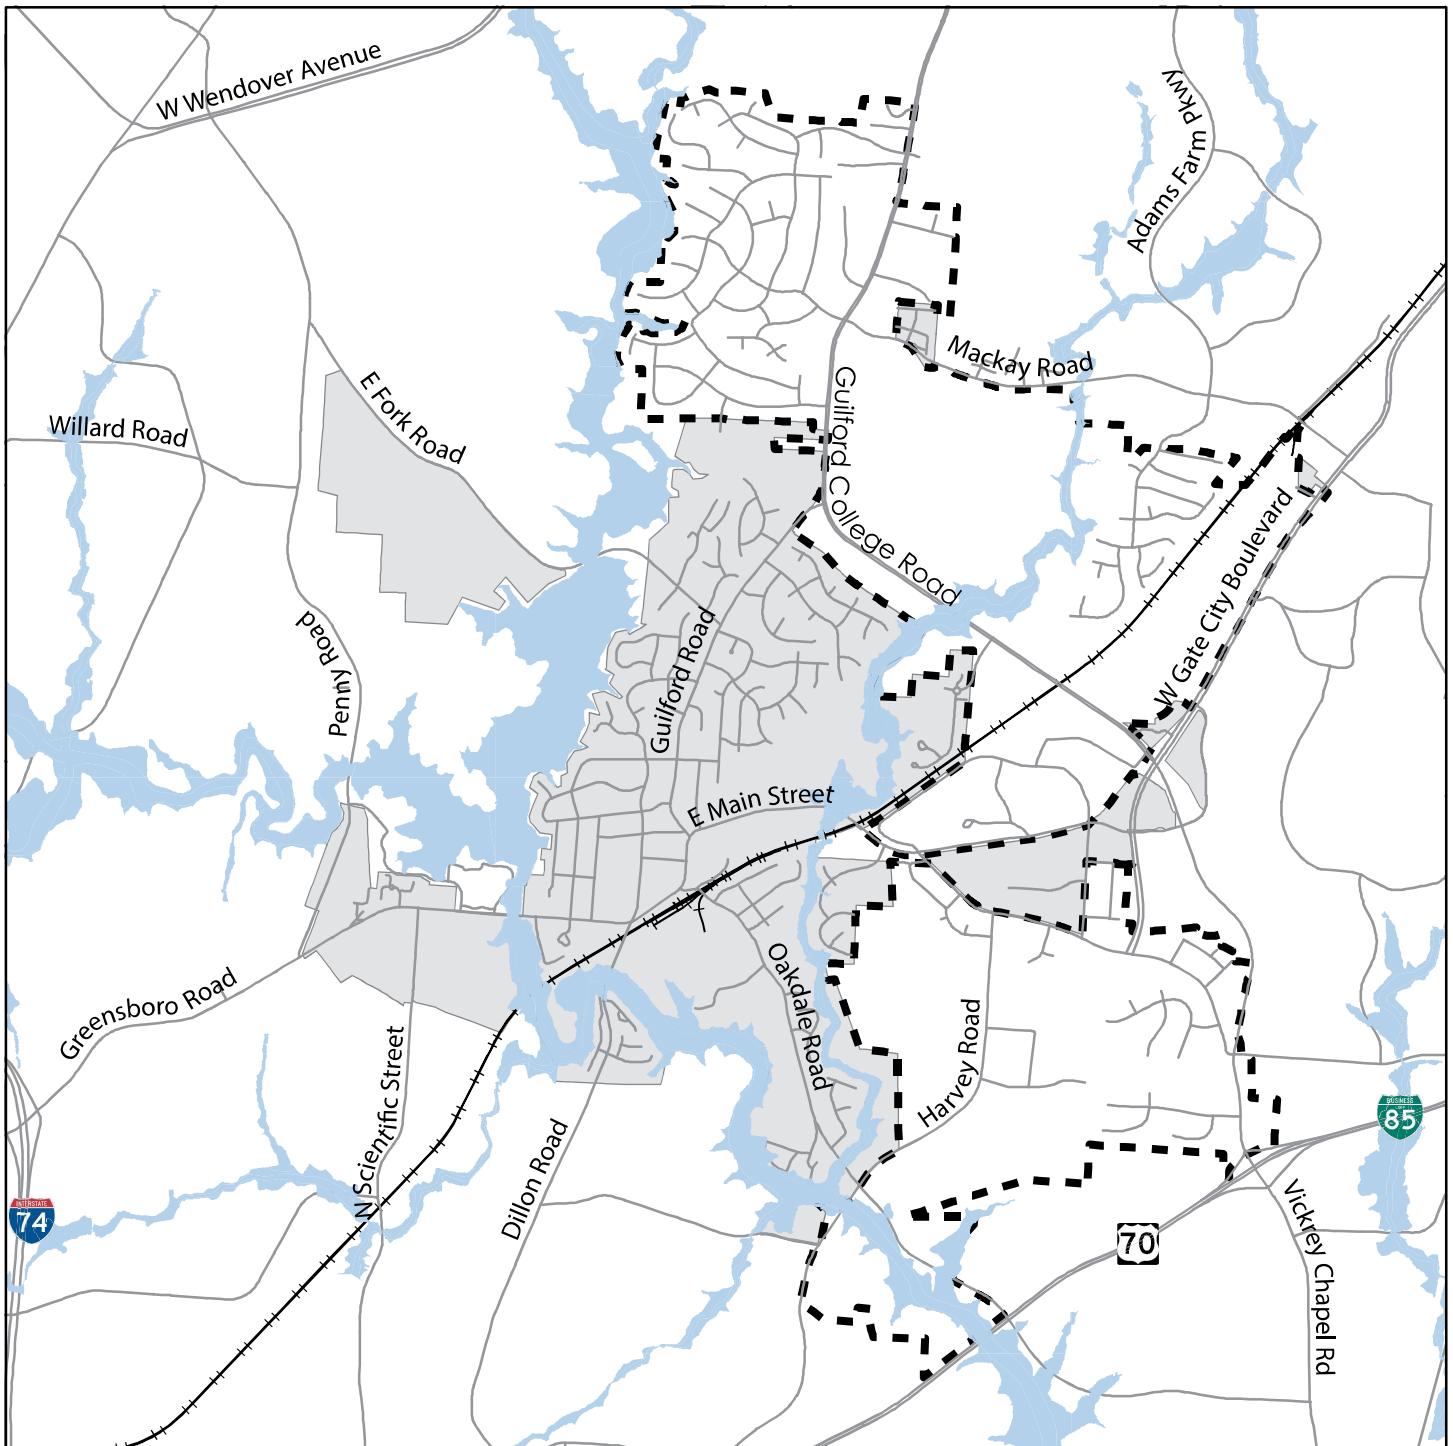 W Wendover Avenue
Adams Farm Pkwy
Mackay Road
E Fork Road
Willard Road
Guilford College Road
W Gate City Boulevard
Penny Road
Guilford Road
E Main Street
Oakdale Road
Greensboro Road
Harvey Road
N Scientific Street
BUSINESS
85
Dillon Road
INTERSTATE
74
70
Vickrey Chapel Rd